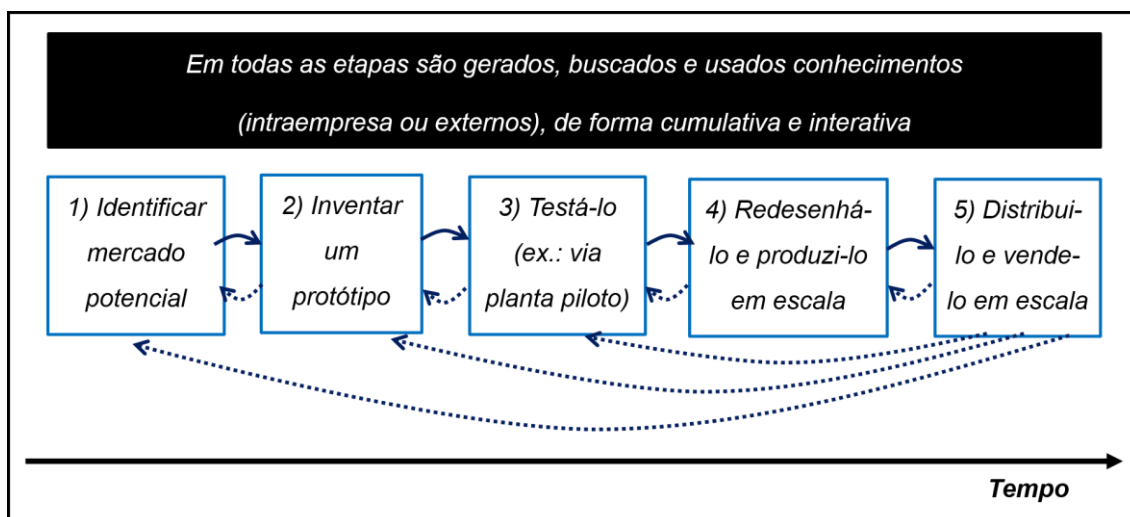 Em todas as etapas são gerados, buscados e usados conhecimentos
(intraempresa ou externos), de forma cumulativa e interativa
1) Identificar
mercado
potencial
2) Inventar
um
protótipo
3) Testá-lo
(ex.: via
planta piloto)
4) Redesenhá-
lo e produzi-lo
em escala
5) Distribui-
lo e vende-
lo em escala
Tempo